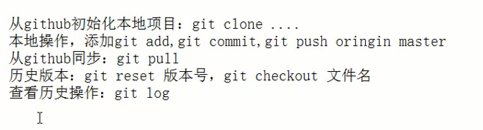 从github初始化本地项目：git clone ....
本地操作，添加git add,git commit,git push oringin master
从github同步：git pull
历史版本：git reset 版本号，git checkout 文件名
查看历史操作：git log